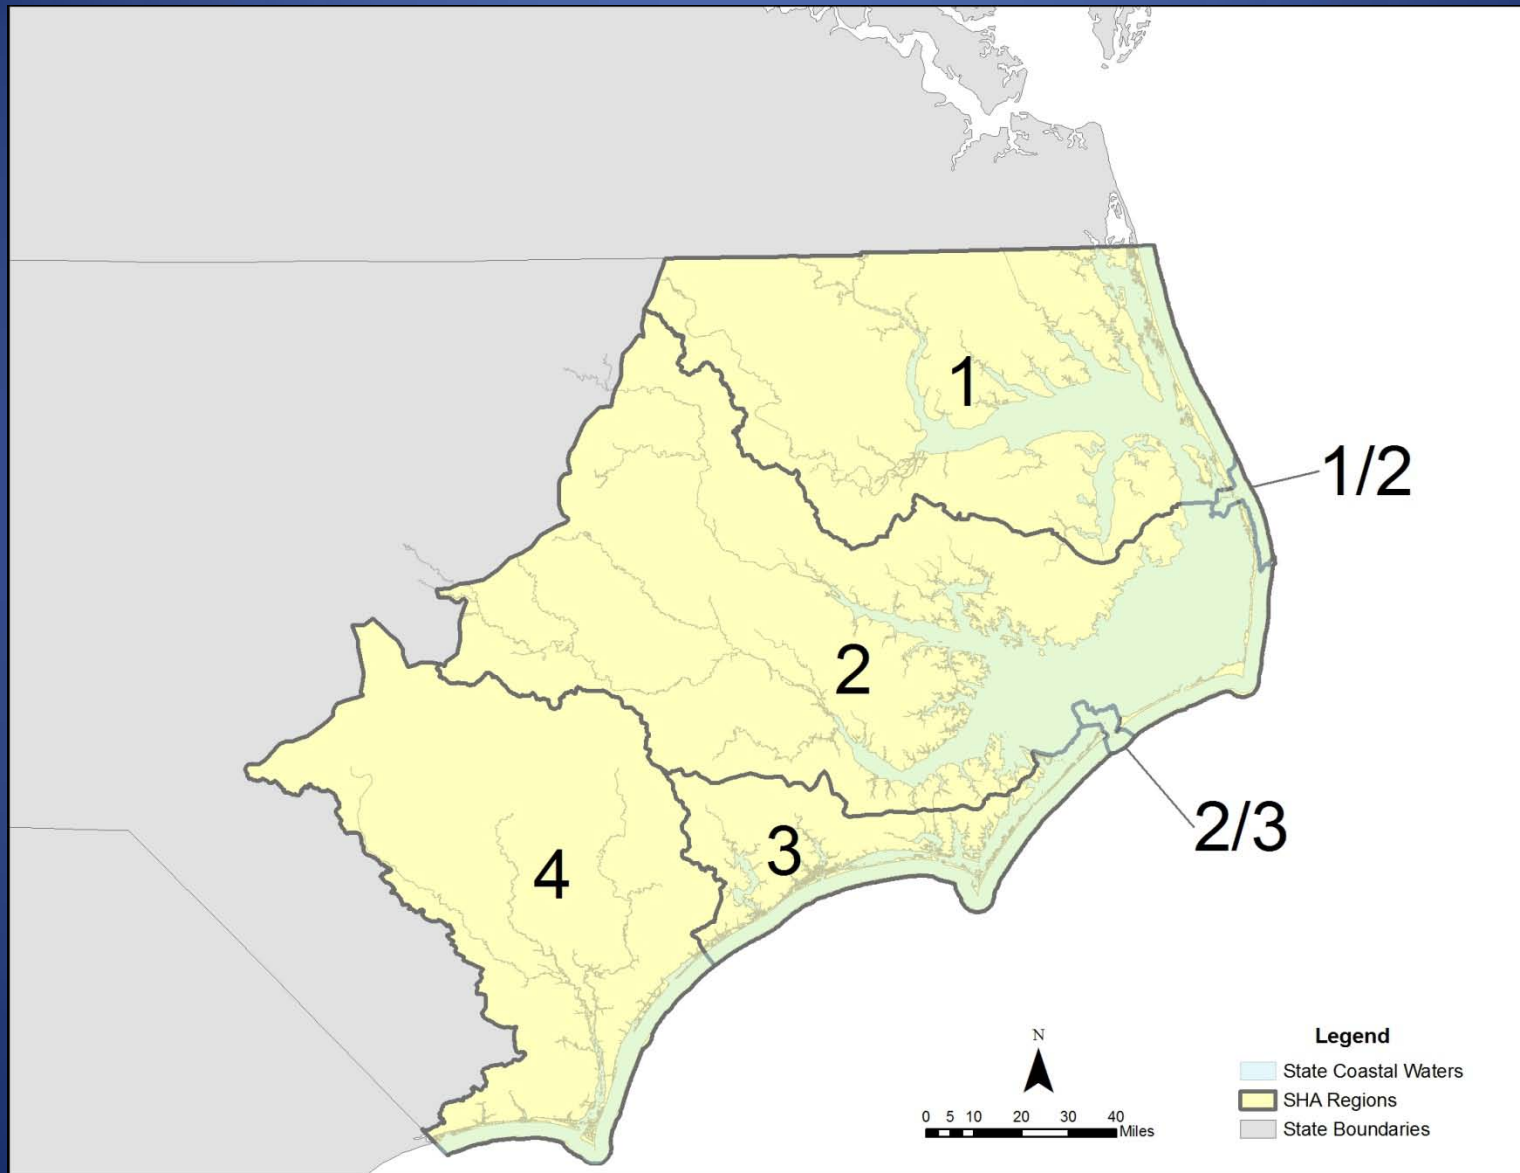 1
1/2
2
2/3
3
4
N
0 5 10 20 30 40
Miles
Legend
State Coastal Waters
SHA Regions
State Boundaries